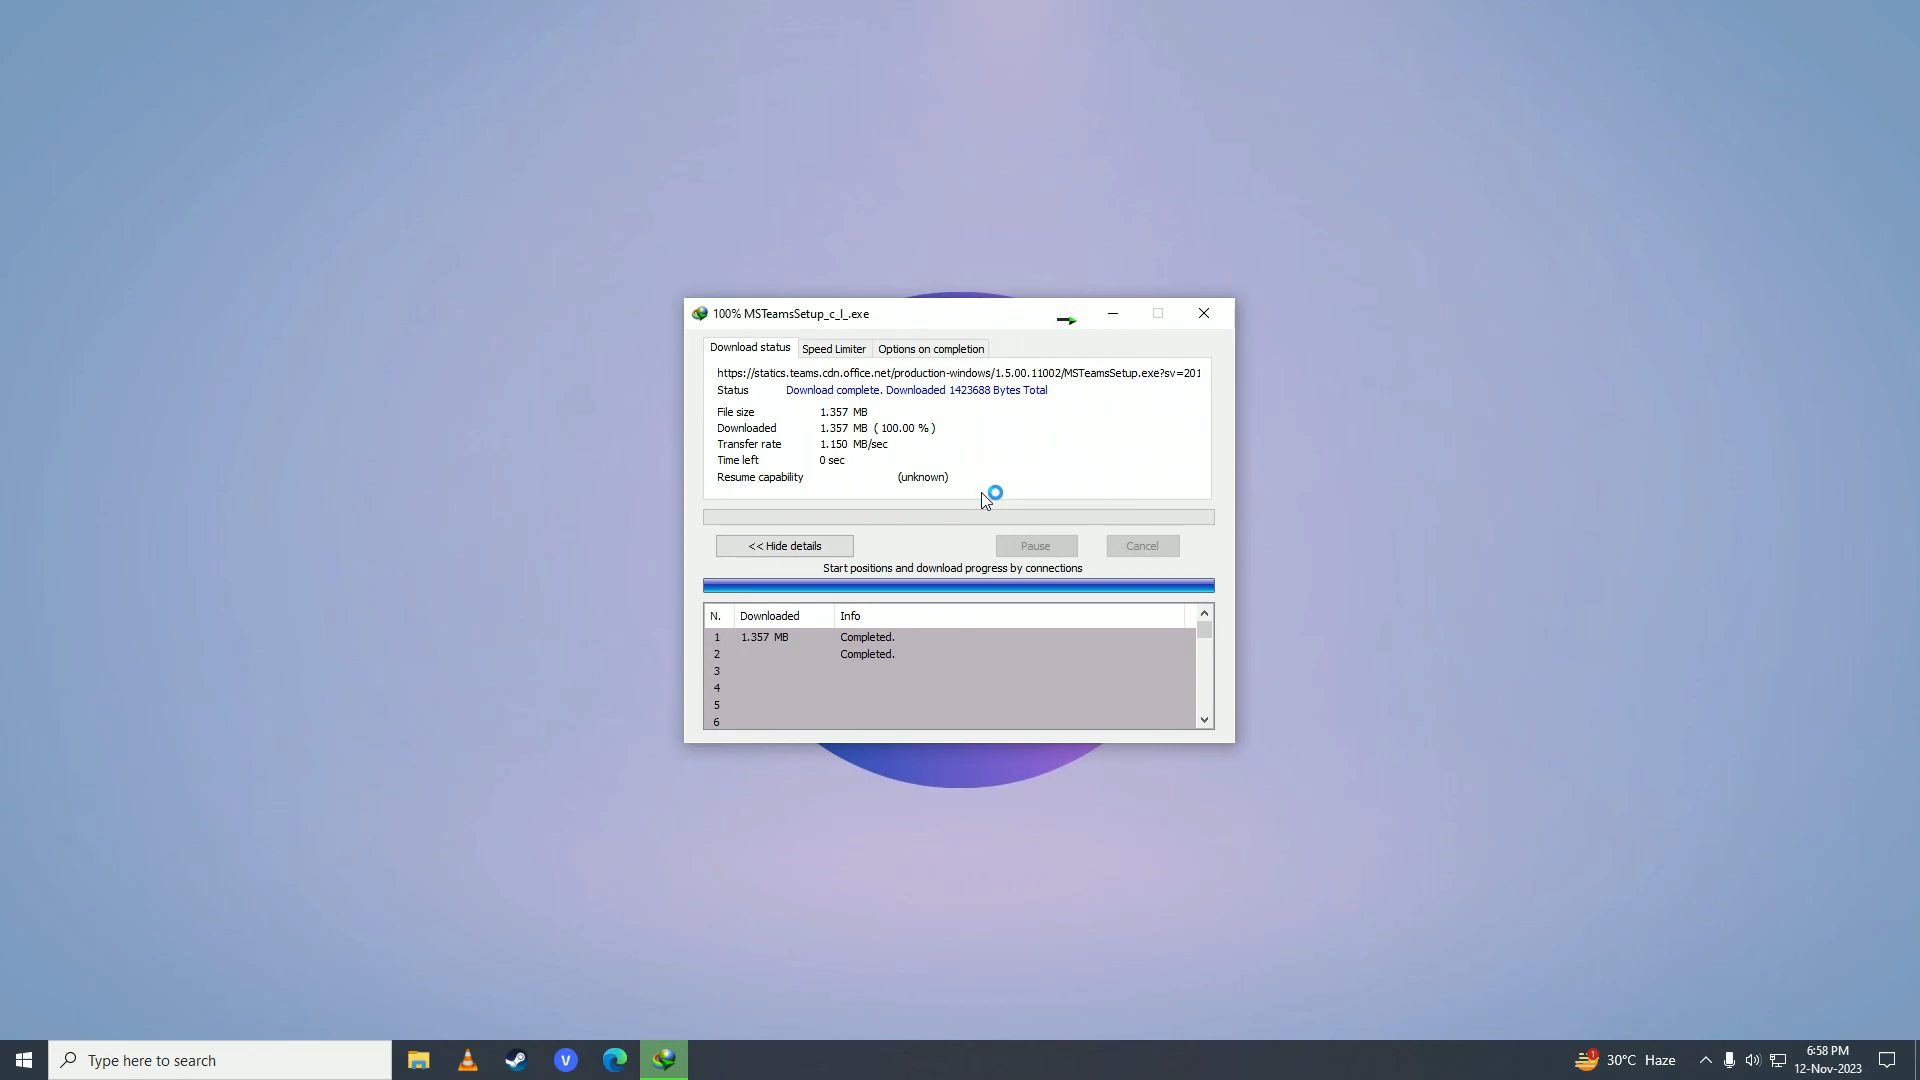 100% MSTeamsSetup_c_l_.exe
Download status Speed Limiter Options on completion
https://statics.teams.cdn.office.net/production-windows/1.5.00.11002/MSTeamsSetup.exe?sv=201
Status Download complete. Downloaded 1423688 Bytes Total
File size 1.357 MB
Downloaded 1.357 MB ( 100.00 % )
Transfer rate 1.150 MB/sec
Time left 0 sec
Resume capability (unknown)
<< Hide details Pause Cancel
Start positions and download progress by connections
N. Downloaded Info
1 1.357 MB Completed.
2 Completed.
3
4
5
6
Type here to search V 1 30°C Haze
6:58 PM
12-Nov-2023